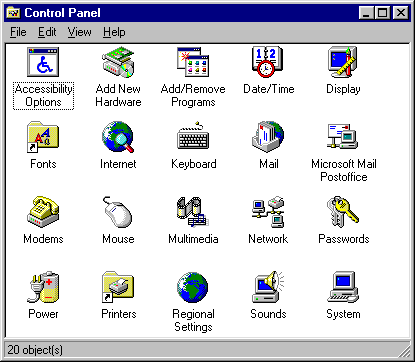 Control Panel
File Edit View Help
Accessibility Options
Add New Hardware
Add/Remove Programs
Date/Time
Display
Fonts
Internet
Keyboard
Mail
Microsoft Mail Postoffice
Modems
Mouse
Multimedia
Network
Passwords
Power
Printers
Regional Settings
Sounds
System
20 object(s)